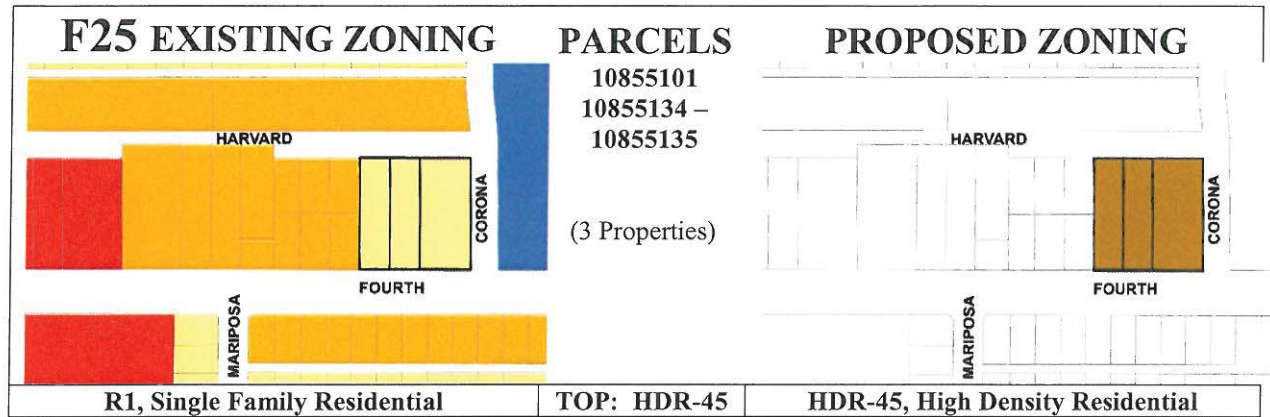 F25 EXISTING ZONING
PARCELS
PROPOSED ZONING
10855101
10855134 –
10855135
(3 Properties)
HARVARD
CORONA
FOURTH
MARIPOSA
HARVARD
CORONA
FOURTH
MARIPOSA
R1, Single Family Residential
TOP: HDR-45
HDR-45, High Density Residential